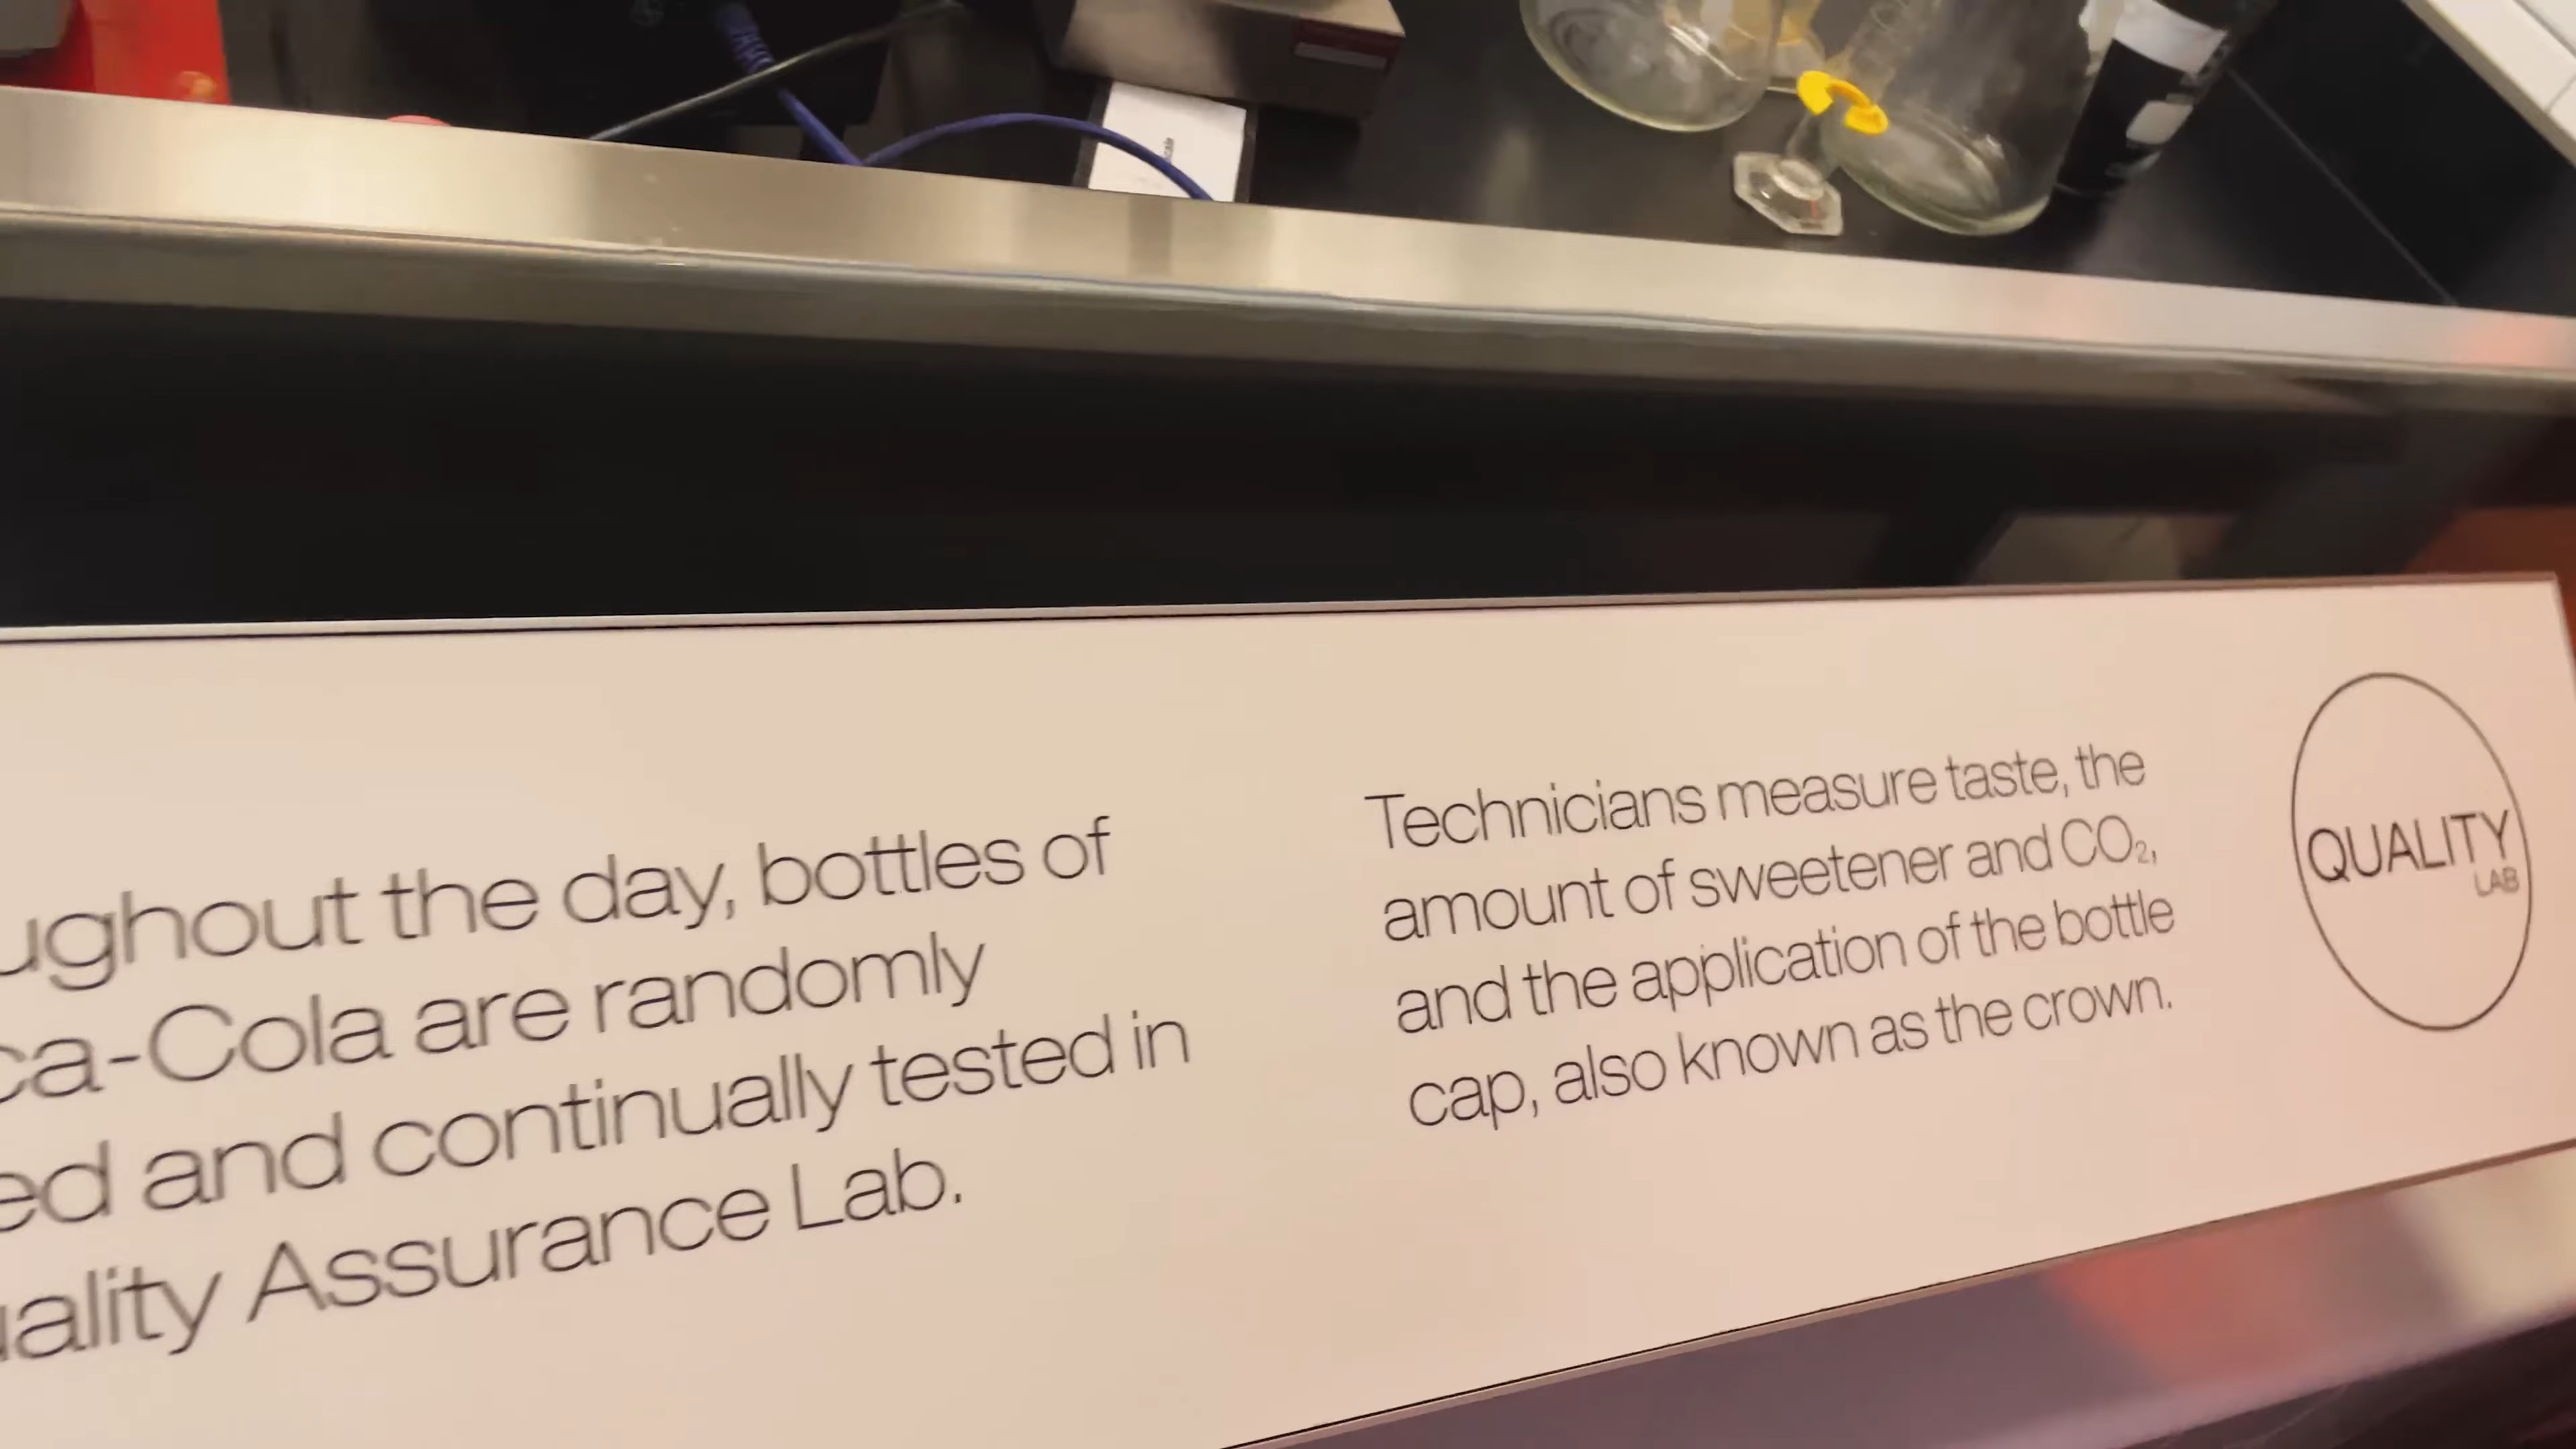 ughout the day, bottles of
ca-Cola are randomly
ed and continually tested in
uality Assurance Lab.
Technicians measure taste, the
amount of sweetener and CO₂,
and the application of the bottle
cap, also known as the crown.
QUALITY
LAB